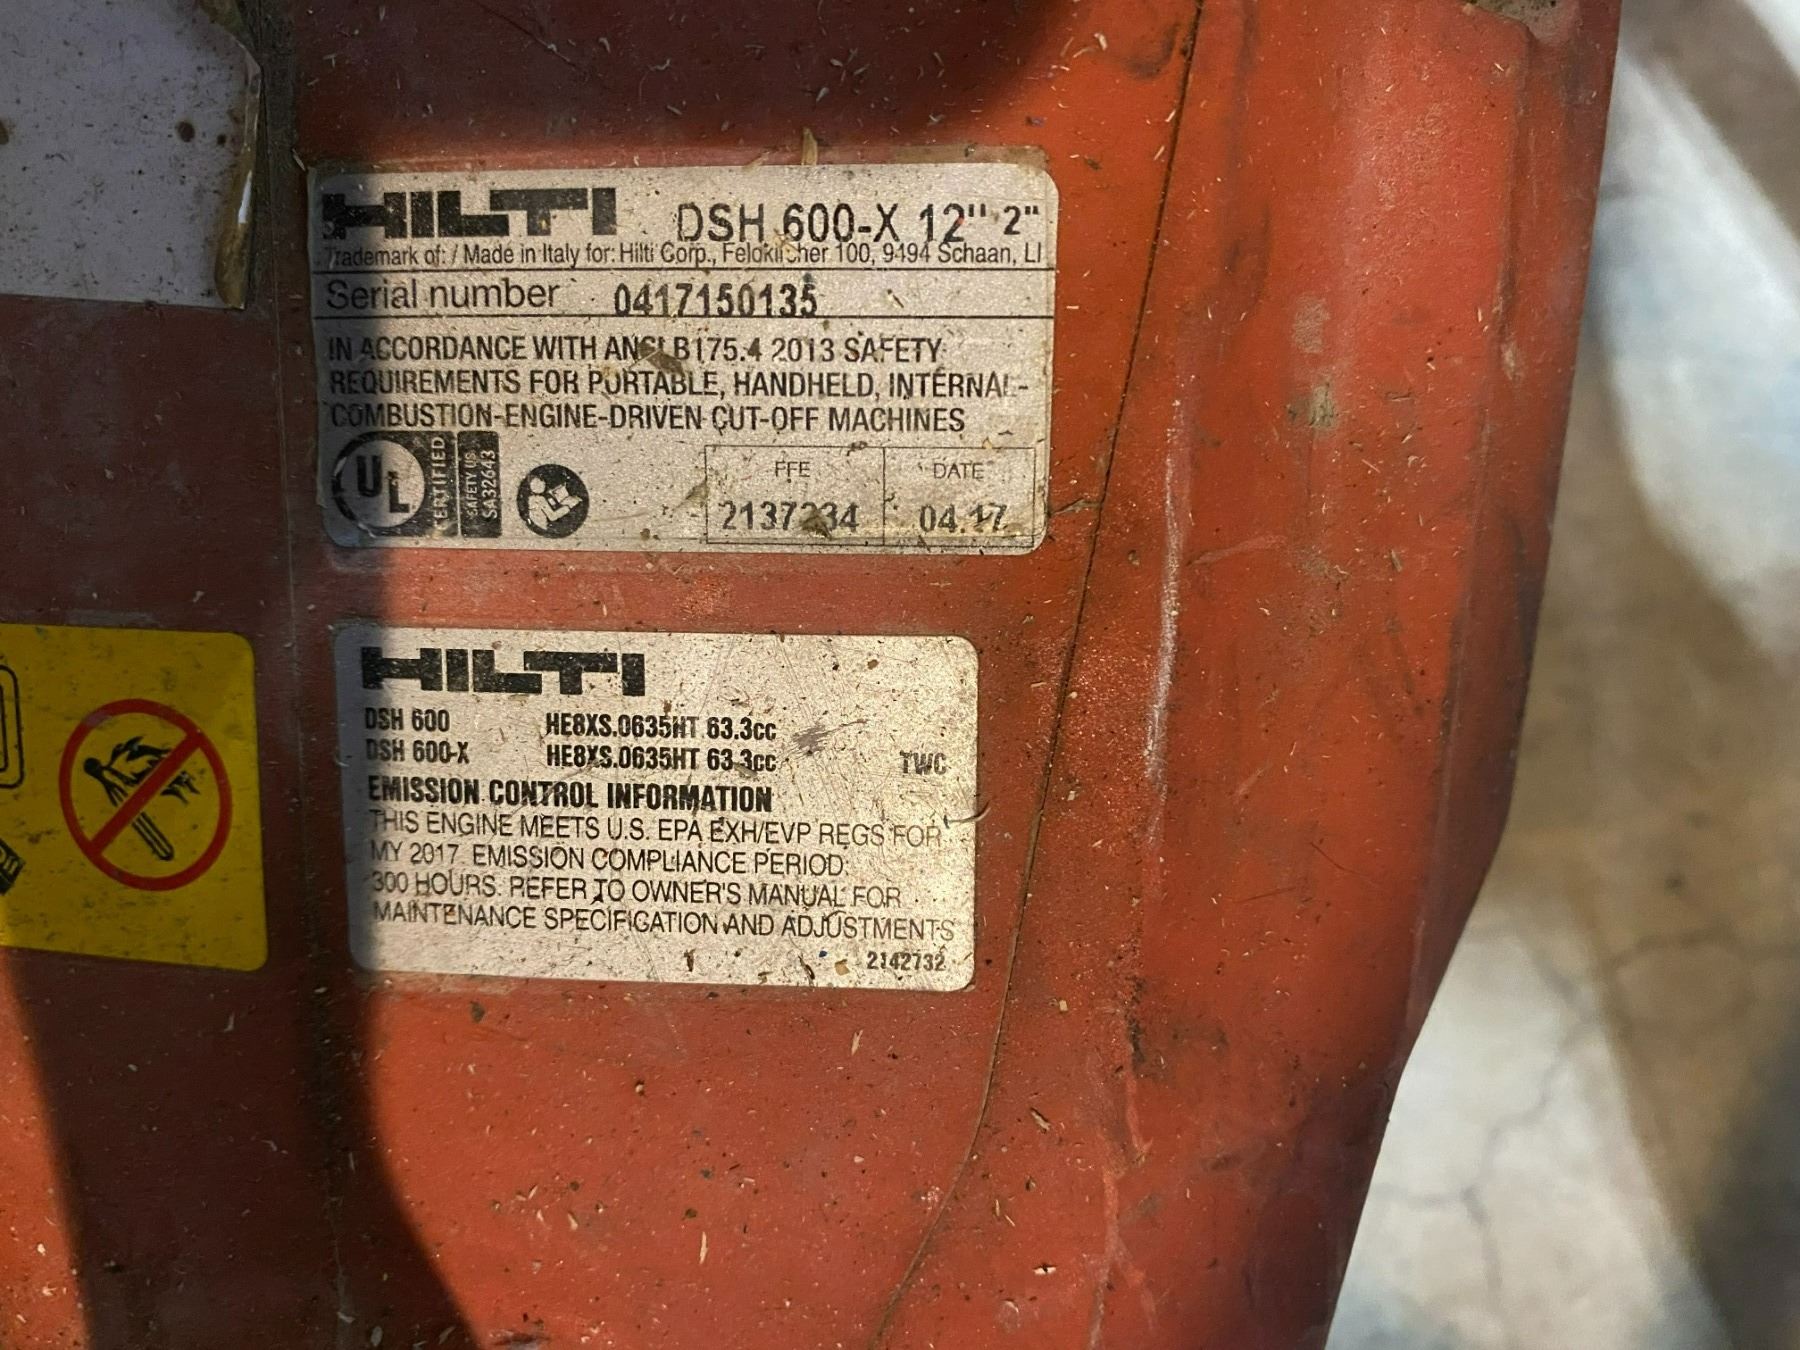 HILTI DSH 600-X 12" 2"
Trademark of: / Made in Italy for: Hilti Corp., Feldkircher 100, 9494 Schaan, LI
Serial number 0417150135
IN ACCORDANCE WITH ANSI B175.4 2013 SAFETY
REQUIREMENTS FOR PORTABLE, HANDHELD, INTERNAL-
COMBUSTION-ENGINE-DRIVEN CUT-OFF MACHINES
UL CERTIFIED
SAFETY US
SA32643
FFE DATE
04.17
HILTI
DSH 600 HE8XS.0635HT 63.3cc
DSH 600-X HE8XS.0635HT 63.3cc TWC
EMISSION CONTROL INFORMATION
THIS ENGINE MEETS U.S. EPA EXH/EVP REGS FOR
MY 2017. EMISSION COMPLIANCE PERIOD:
300 HOURS. REFER TO OWNER'S MANUAL FOR
MAINTENANCE SPECIFICATION AND ADJUSTMENTS
2142732